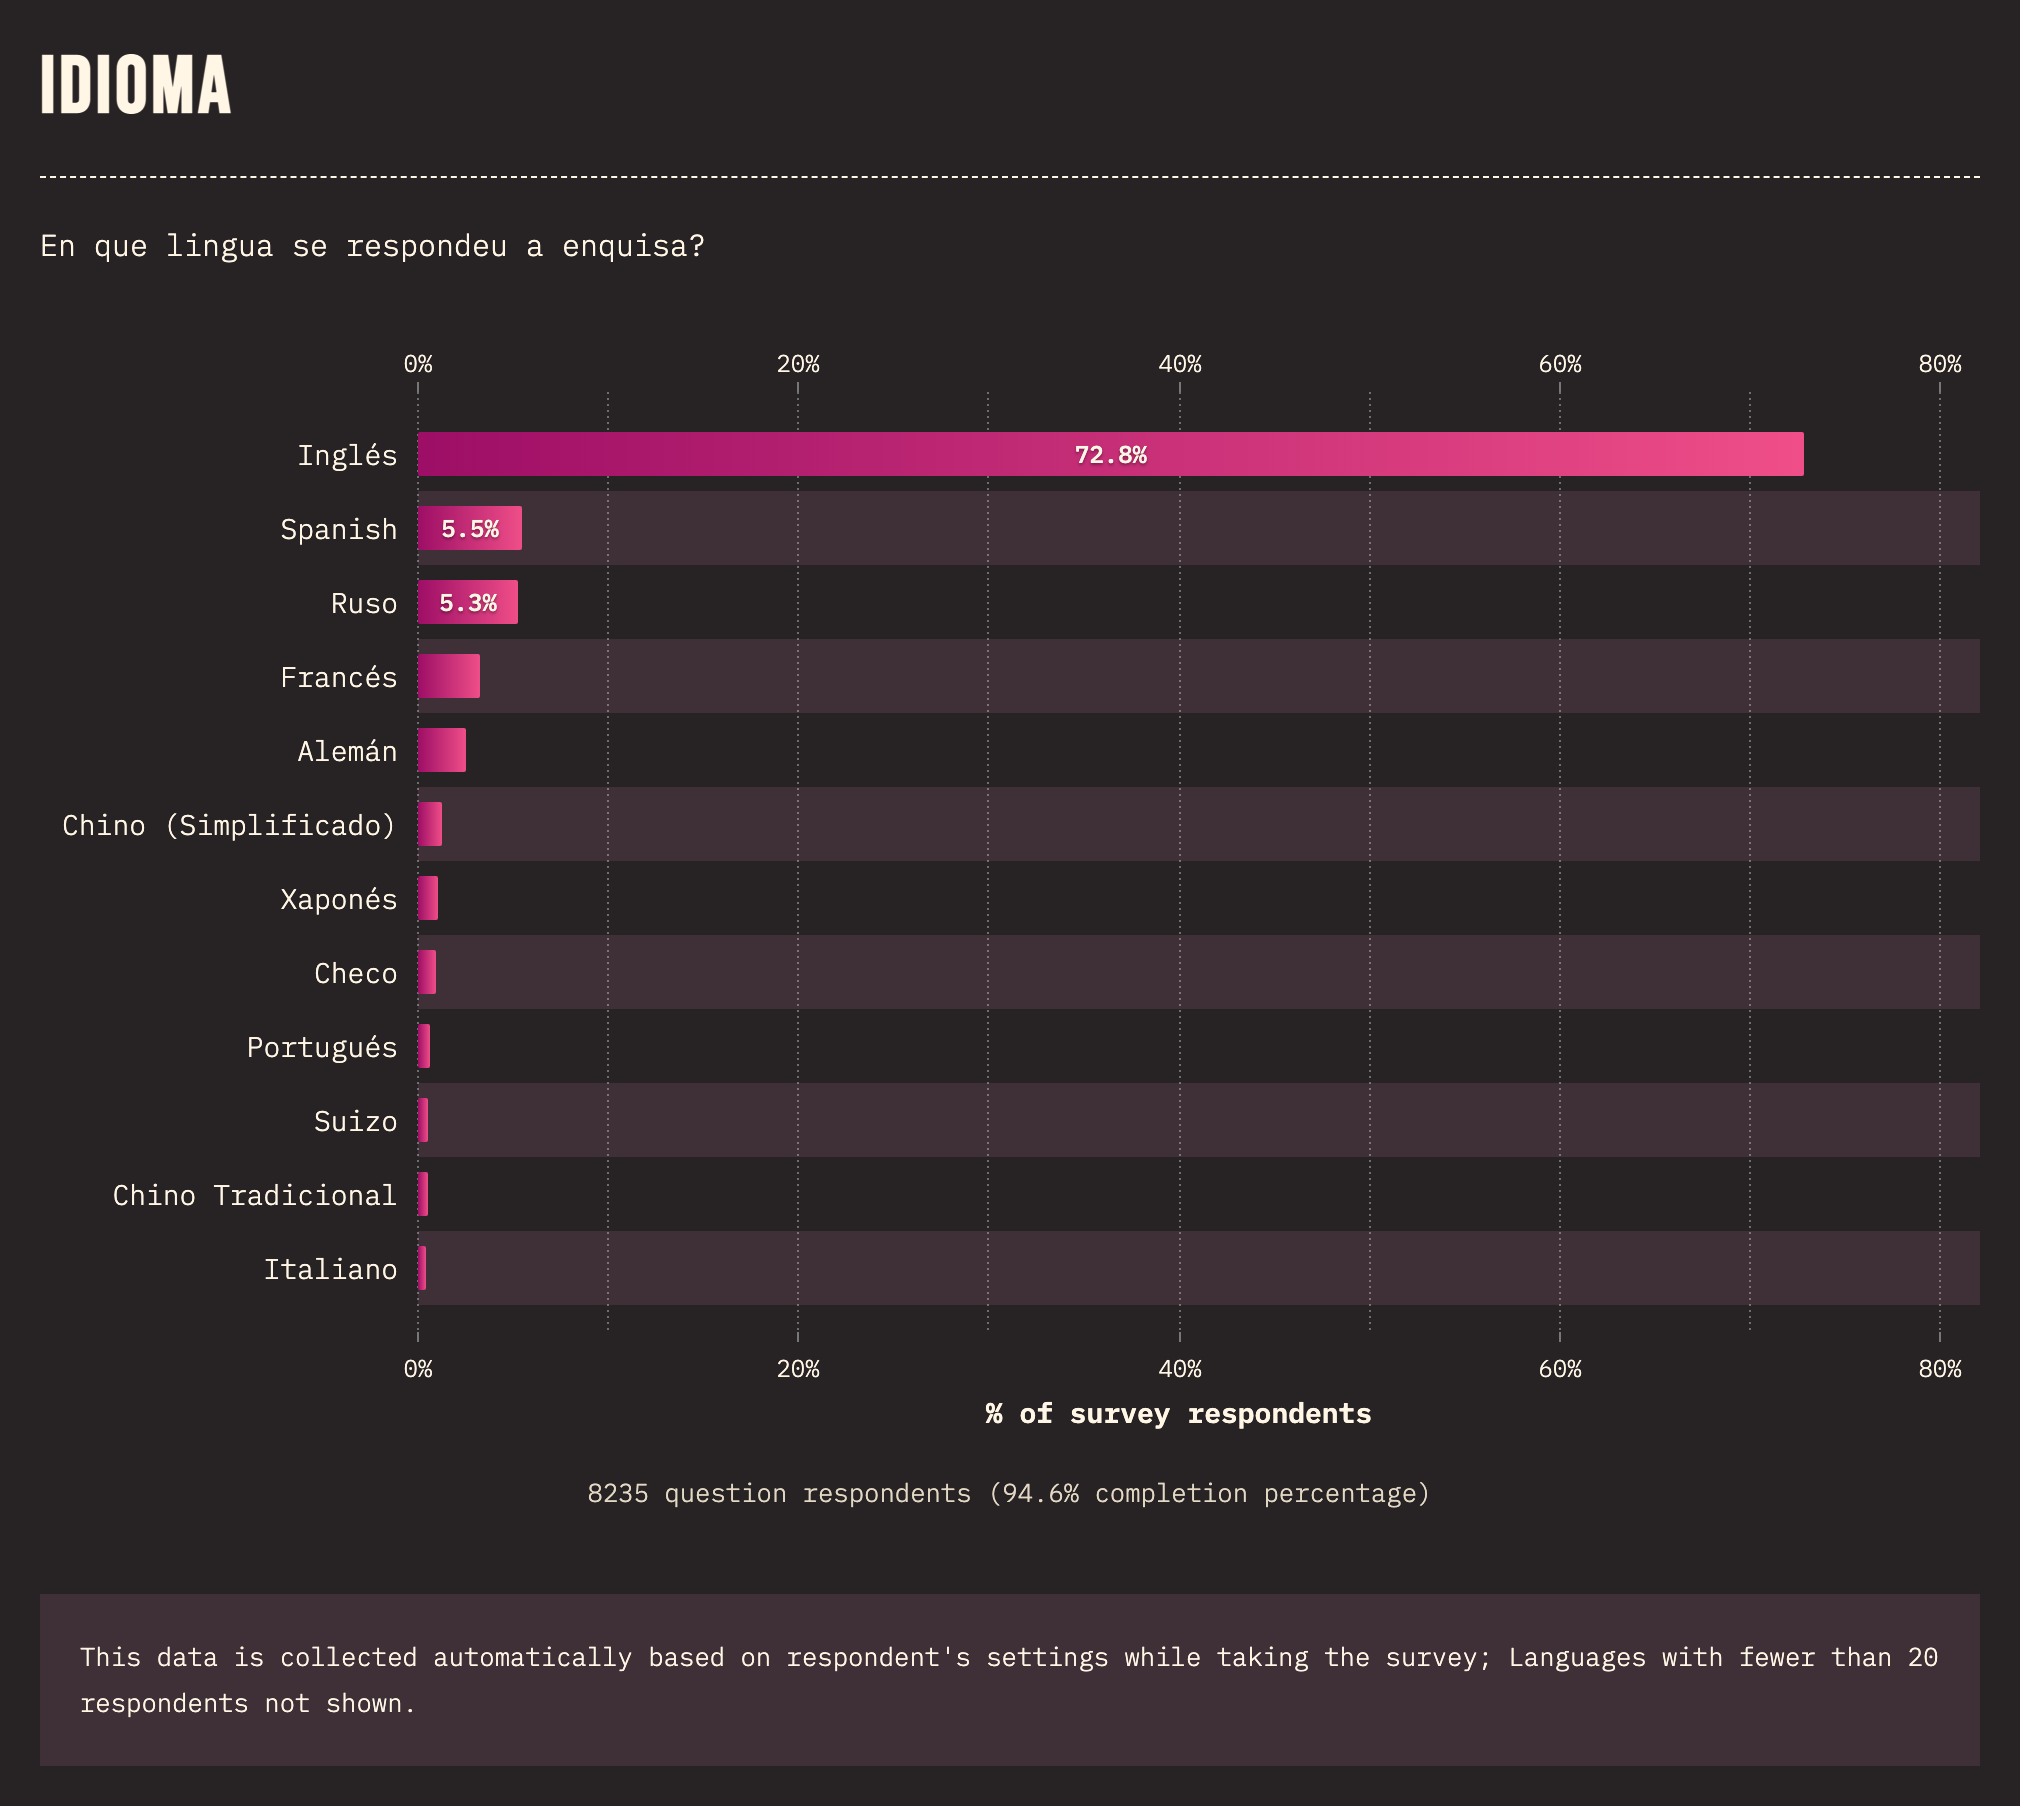 IDIOMA
En que lingua se respondeu a enquisa?
0% 20% 40% 60% 80%
Inglés 72.8%
Spanish 5.5%
Ruso 5.3%
Francés
Alemán
Chino (Simplificado)
Xaponés
Checo
Portugués
Suizo
Chino Tradicional
Italiano
0% 20% 40% 60% 80%
% of survey respondents
8235 question respondents (94.6% completion percentage)
This data is collected automatically based on respondent's settings while taking the survey; Languages with fewer than 20
respondents not shown.